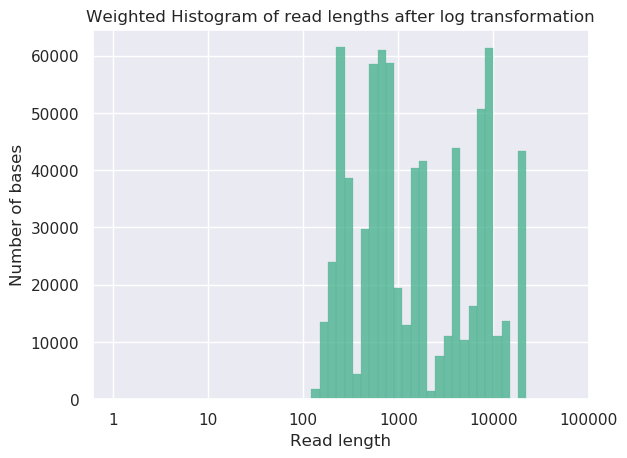 Weighted Histogram of read lengths after log transformation
60000
50000
40000
30000
20000
10000
0
Number of bases
1 10 100 1000 10000 100000
Read length